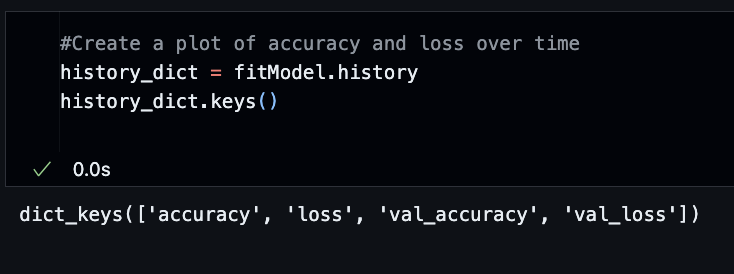 #Create a plot of accuracy and loss over time
history_dict = fitModel.history
history_dict.keys()
0.0s
dict_keys(['accuracy', 'loss', 'val_accuracy', 'val_loss'])